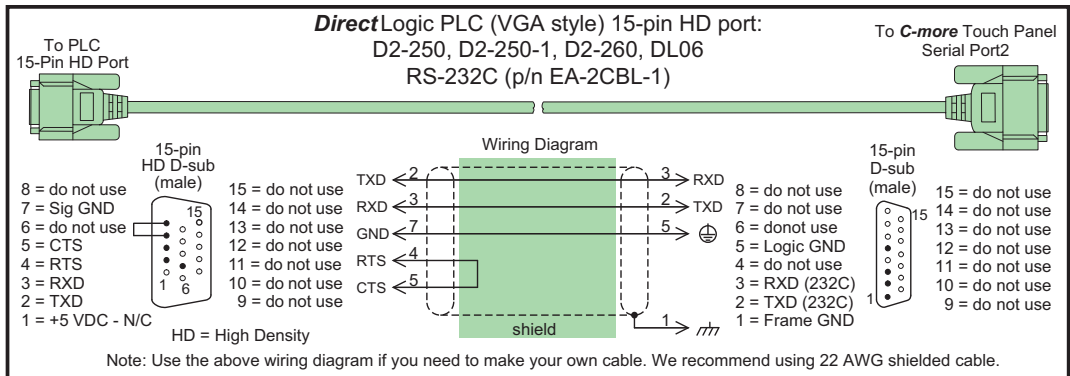 DirectLogic PLC (VGA style) 15-pin HD port:
D2-250, D2-250-1, D2-260, DL06
RS-232C (p/n EA-2CBL-1)
To PLC
15-Pin HD Port
To C-more Touch Panel
Serial Port2
15-pin
HD D-sub
(male)
8 = do not use
7 = Sig GND
6 = do not use
5 = CTS
4 = RTS
3 = RXD
2 = TXD
1 = +5 VDC - N/C
15
1
6
15 = do not use
14 = do not use
13 = do not use
12 = do not use
11 = do not use
10 = do not use
9 = do not use
HD = High Density
Wiring Diagram
TXD 2 3 RXD
RXD 3 2 TXD
GND 7 5
RTS 4
CTS 5
1
shield
8 = do not use
7 = do not use
6 = donot use
5 = Logic GND
4 = do not use
3 = RXD (232C)
2 = TXD (232C)
1 = Frame GND
15-pin
D-sub
(male)
15
1
15 = do not use
14 = do not use
13 = do not use
12 = do not use
11 = do not use
10 = do not use
9 = do not use
Note: Use the above wiring diagram if you need to make your own cable. We recommend using 22 AWG shielded cable.